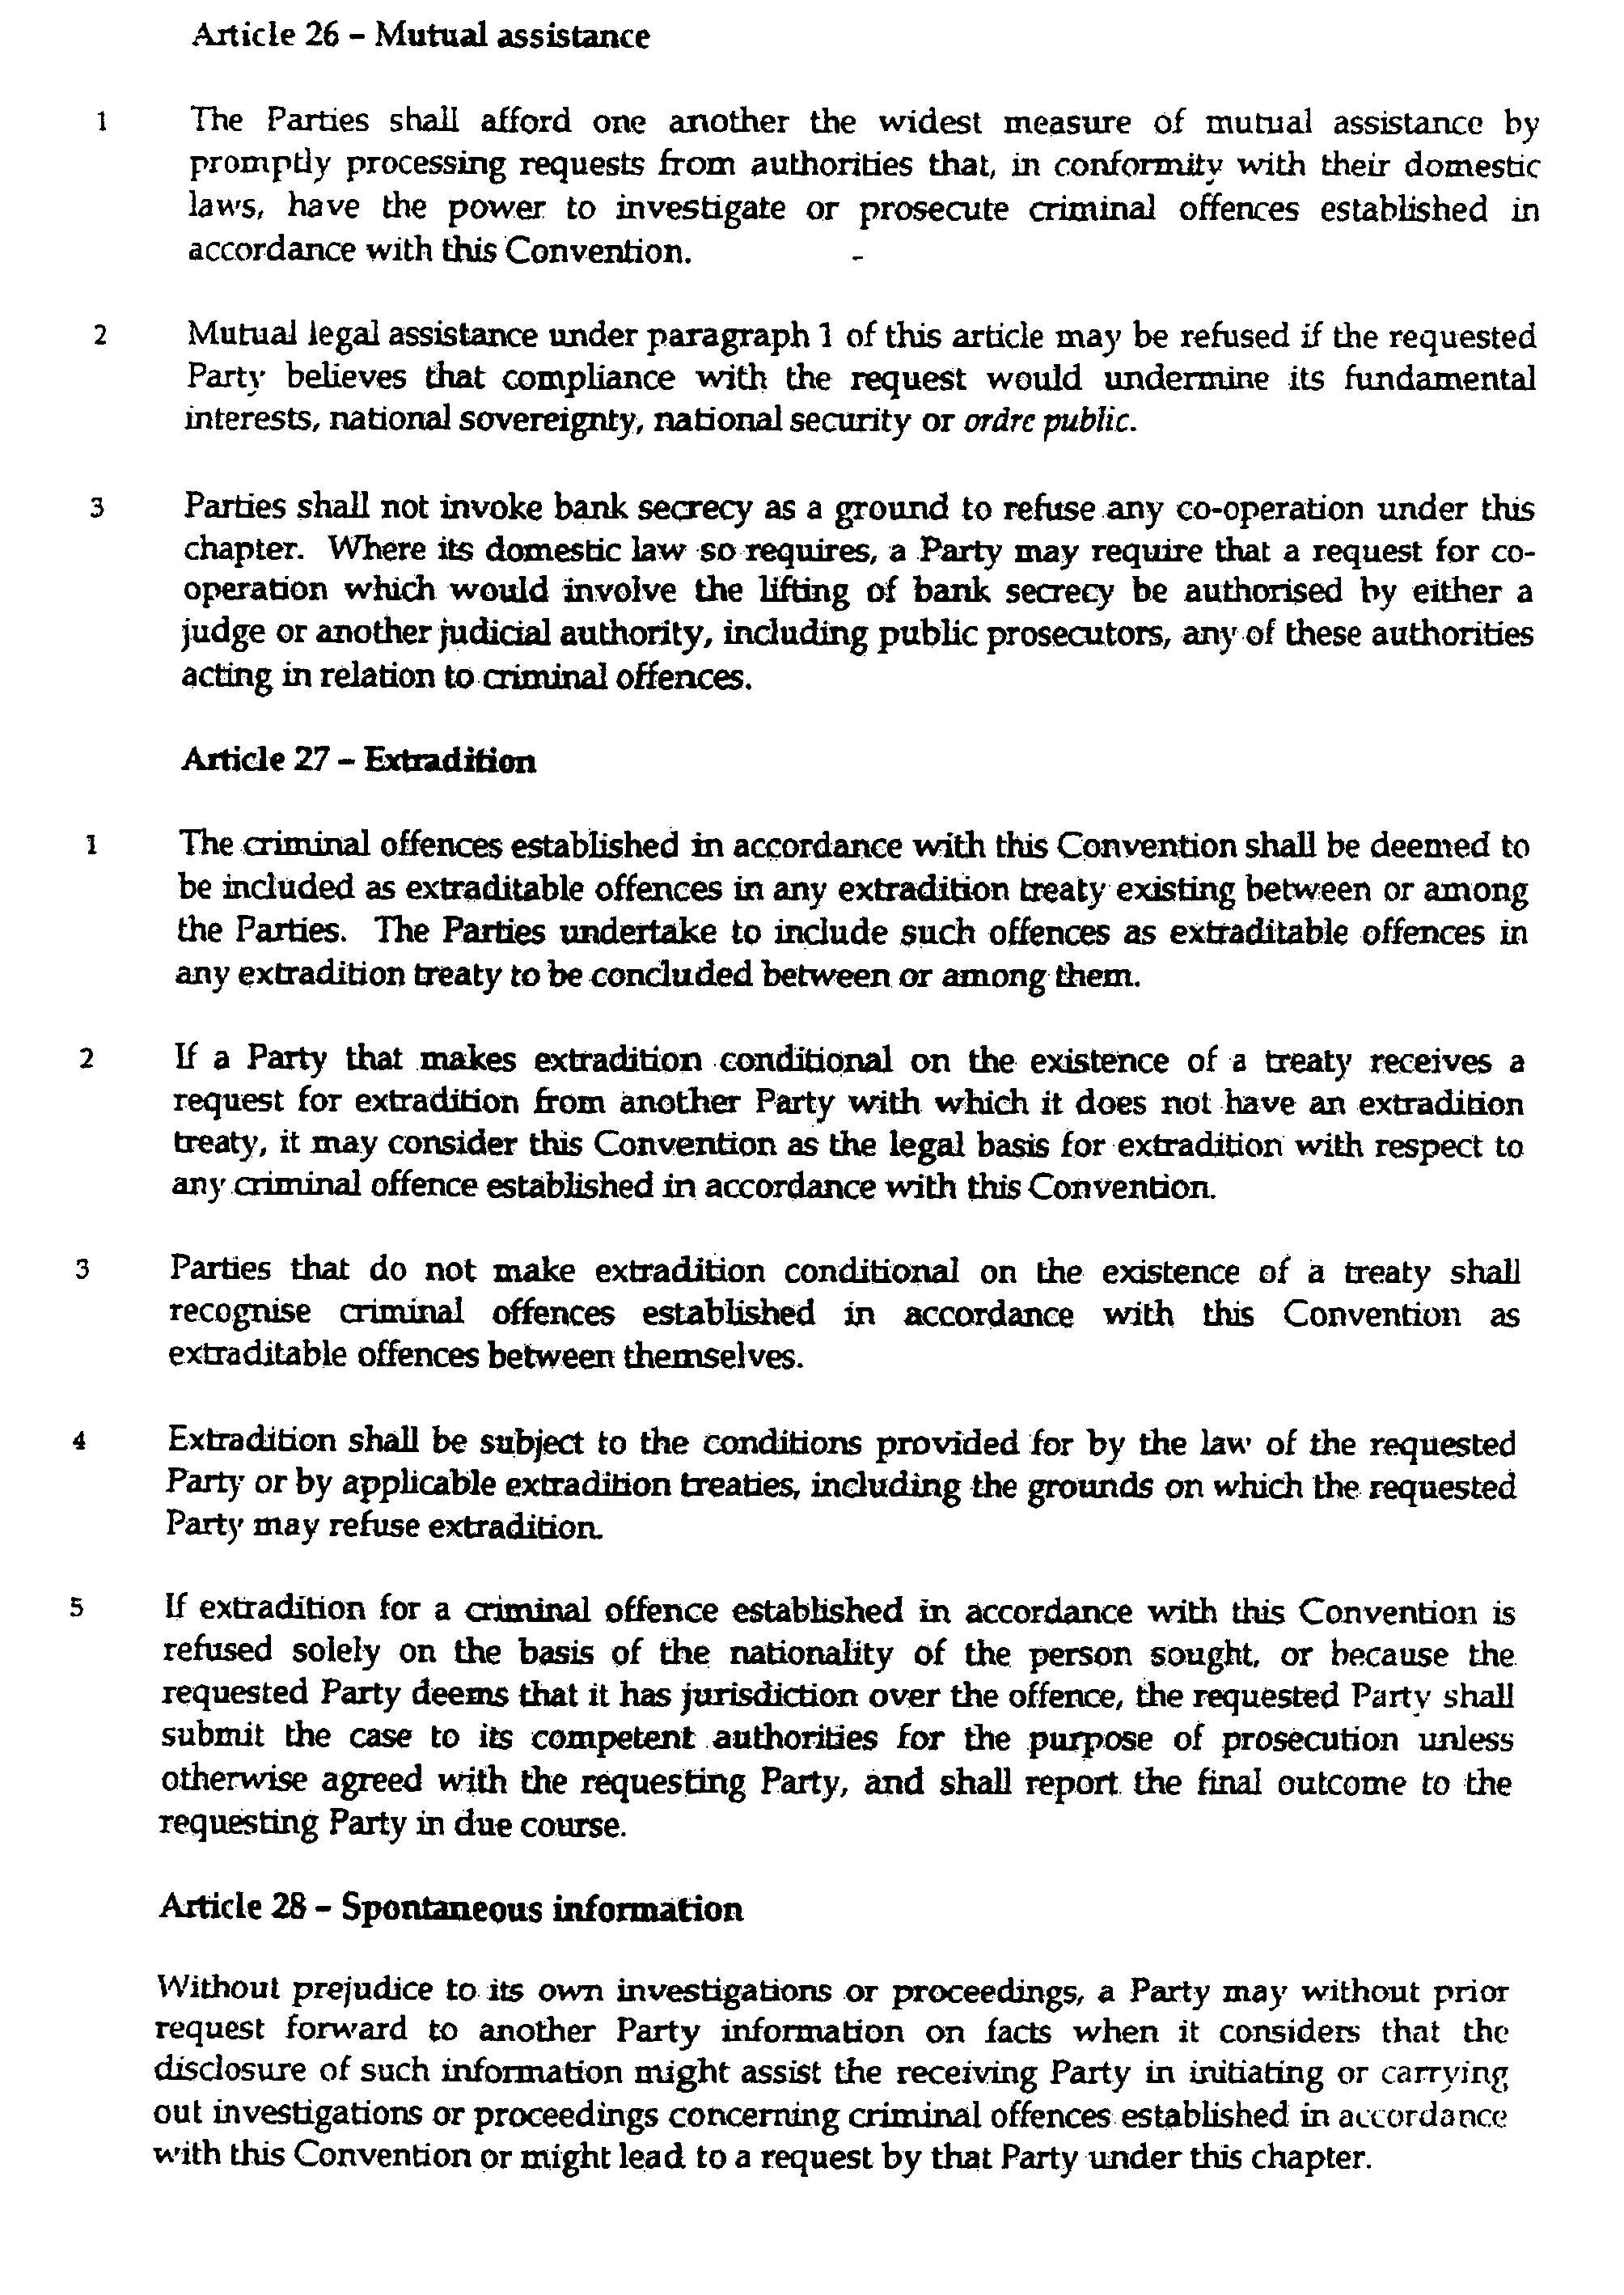 Article 26 – Mutual assistance
1 The Parties shall afford one another the widest measure of mutual assistance by
promptly processing requests from authorities that, in conformity with their domestic
laws, have the power to investigate or prosecute criminal offences established in
accordance with this Convention.
2 Mutual legal assistance under paragraph 1 of this article may be refused if the requested
Party believes that compliance with the request would undermine its fundamental
interests, national sovereignty, national security or ordre public.
3 Parties shall not invoke bank secrecy as a ground to refuse any co-operation under this
chapter. Where its domestic law so requires, a Party may require that a request for co-
operation which would involve the lifting of bank secrecy be authorised by either a
judge or another judicial authority, including public prosecutors, any of these authorities
acting in relation to criminal offences.
Article 27 – Extradition
1 The criminal offences established in accordance with this Convention shall be deemed to
be included as extraditable offences in any extradition treaty existing between or among
the Parties. The Parties undertake to include such offences as extraditable offences in
any extradition treaty to be concluded between or among them.
2 If a Party that makes extradition conditional on the existence of a treaty receives a
request for extradition from another Party with which it does not have an extradition
treaty, it may consider this Convention as the legal basis for extradition with respect to
any criminal offence established in accordance with this Convention.
3 Parties that do not make extradition conditional on the existence of a treaty shall
recognise criminal offences established in accordance with this Convention as
extraditable offences between themselves.
4 Extradition shall be subject to the conditions provided for by the law of the requested
Party or by applicable extradition treaties, including the grounds on which the requested
Party may refuse extradition.
5 If extradition for a criminal offence established in accordance with this Convention is
refused solely on the basis of the nationality of the person sought, or because the
requested Party deems that it has jurisdiction over the offence, the requested Party shall
submit the case to its competent authorities for the purpose of prosecution unless
otherwise agreed with the requesting Party, and shall report the final outcome to the
requesting Party in due course.
Article 28 – Spontaneous information
Without prejudice to its own investigations or proceedings, a Party may without prior
request forward to another Party information on facts when it considers that the
disclosure of such information might assist the receiving Party in initiating or carrying
out investigations or proceedings concerning criminal offences established in accordance
with this Convention or might lead to a request by that Party under this chapter.